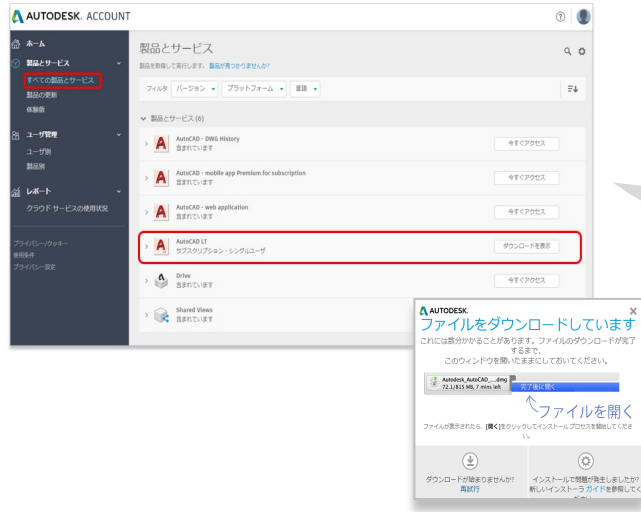 AUTODESK. ACCOUNT
ホーム
製品とサービス
すべての製品とサービス
製品の更新
体験版
ユーザ管理
ユーザ別
製品別
レポート
クラウド サービスの使用状況
プライバシー/クッキー
使用条件
プライバシー設定
製品とサービス
製品を取得して実行します。 製品が見つかりませんか?
フィルタ バージョン プラットフォーム 言語
製品とサービス (6)
AutoCAD - DWG History
含まれています
今すぐアクセス
AutoCAD - mobile app Premium for subscription
含まれています
今すぐアクセス
AutoCAD - web application
含まれています
今すぐアクセス
AutoCAD LT
サブスクリプション - シングルユーザ
ダウンロードを表示
Drive
含まれています
今すぐアクセス
Shared Views
含まれています
AUTODESK.
ファイルをダウンロードしています
これには数分かかることがあります。ファイルのダウンロードが完了
するまで、
このウィンドウを開いたままにしておいてください。
Autodesk_AutoCAD_....dmg
72.1/815 MB, 7 mins left
完了後に開く
ファイルを開く
ファイルが表示されたら、[開く]をクリックしてインストール プロセスを開始してくださ
い。
ダウンロードが始まりませんか?
再試行
インストールで問題が発生しましたか?
新しいインストーラ ガイドを参照してく